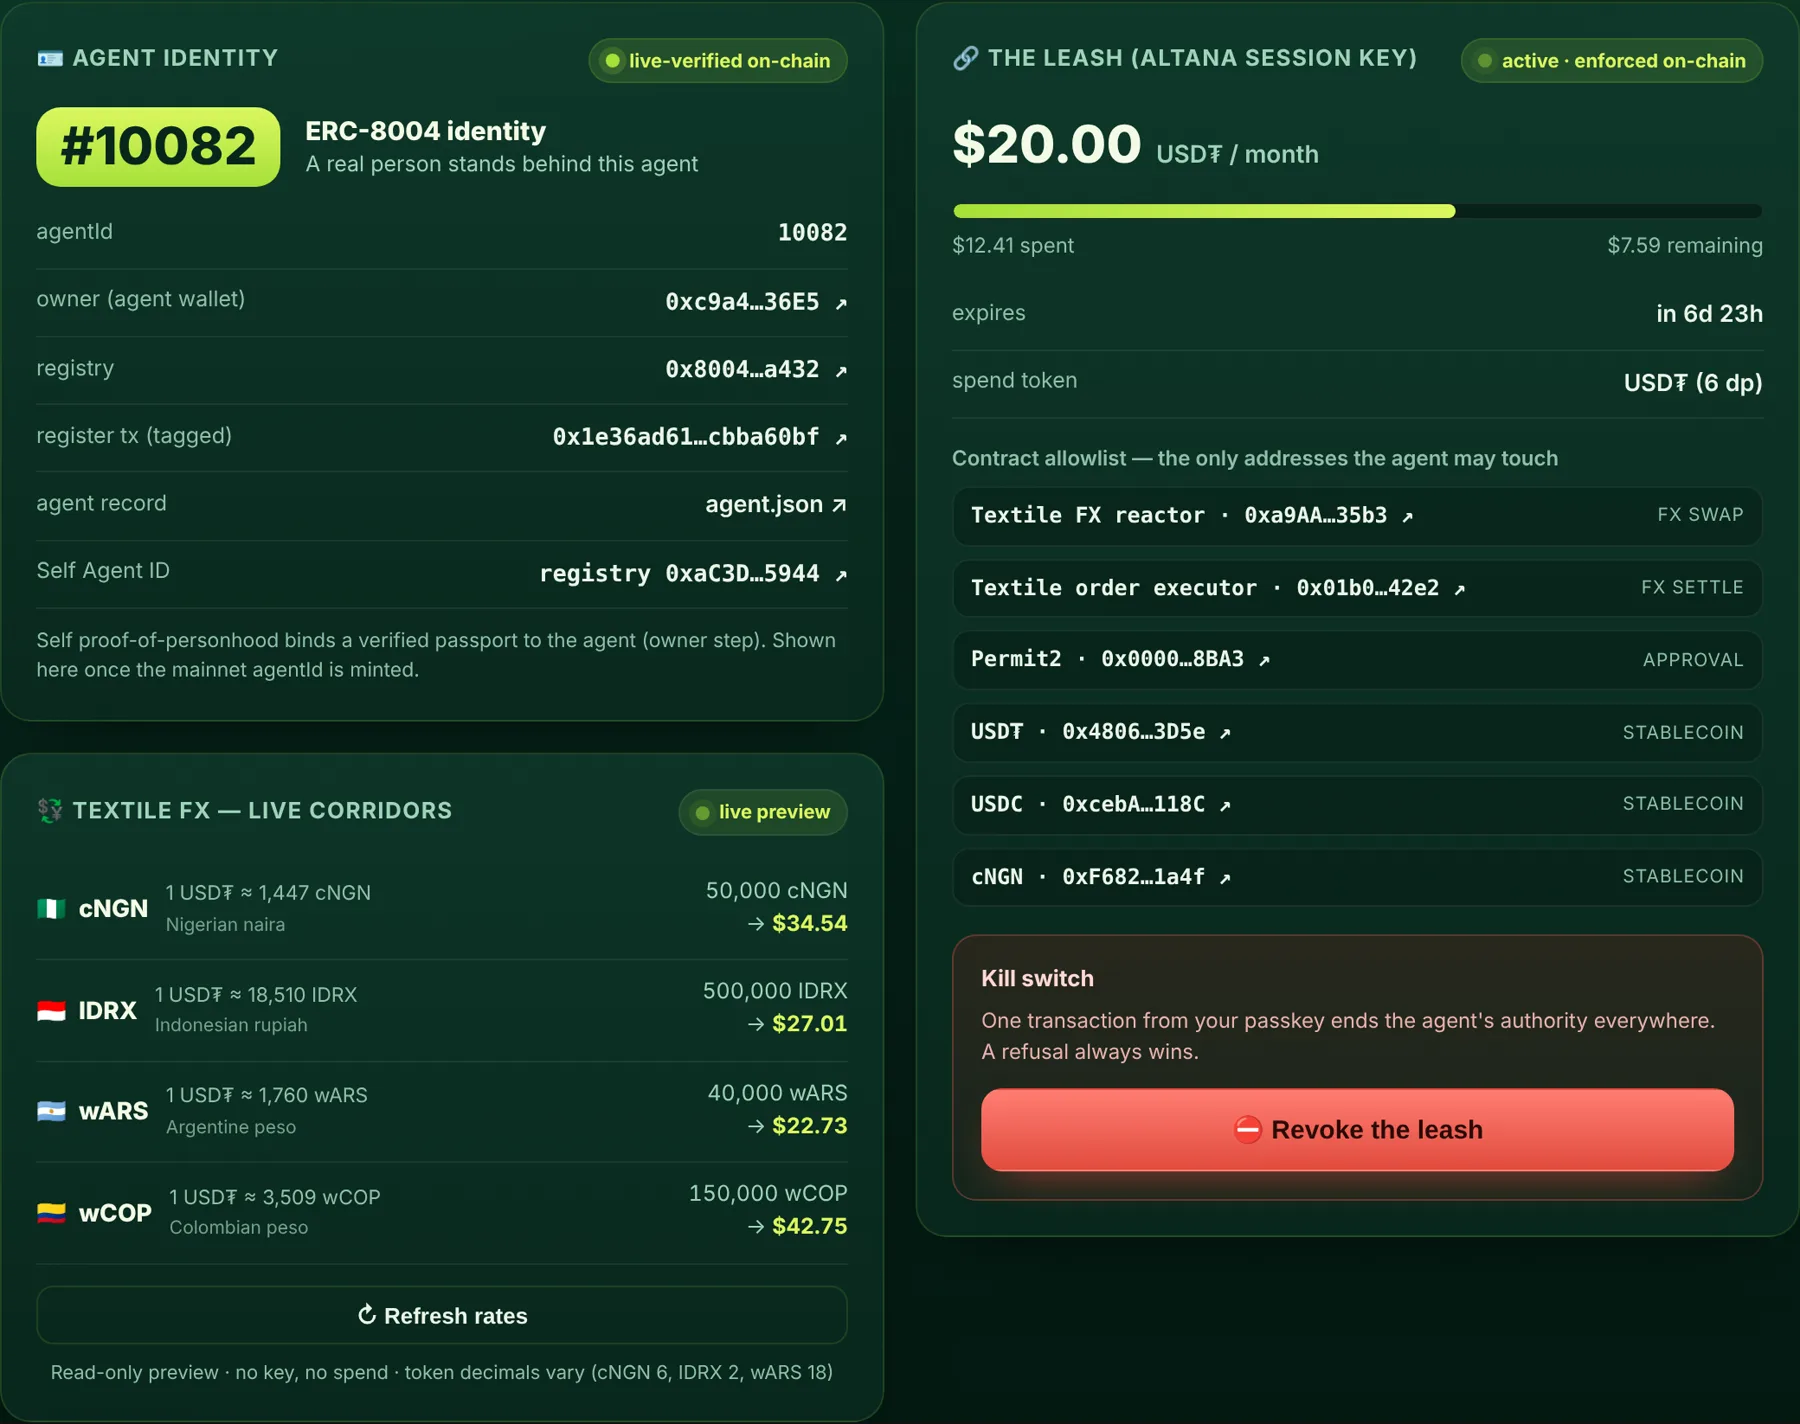 AGENT IDENTITY
live-verified on-chain
#10082
ERC-8004 identity
A real person stands behind this agent
agentId 10082
owner (agent wallet) 0xc9a4…36E5 ↗
registry 0x8004…a432 ↗
register tx (tagged) 0x1e36ad61…cbba60bf ↗
agent record agent.json ↗
Self Agent ID registry 0xaC3D…5944 ↗
Self proof-of-personhood binds a verified passport to the agent (owner step). Shown
here once the mainnet agentId is minted.
TEXTILE FX — LIVE CORRIDORS
live preview
cNGN
1 USD₮ ≈ 1,447 cNGN
Nigerian naira
50,000 cNGN
→ $34.54
IDRX
1 USD₮ ≈ 18,510 IDRX
Indonesian rupiah
500,000 IDRX
→ $27.01
wARS
1 USD₮ ≈ 1,760 wARS
Argentine peso
40,000 wARS
→ $22.73
wCOP
1 USD₮ ≈ 3,509 wCOP
Colombian peso
150,000 wCOP
→ $42.75
↻ Refresh rates
Read-only preview · no key, no spend · token decimals vary (cNGN 6, IDRX 2, wARS 18)
THE LEASH (ALTANA SESSION KEY)
active · enforced on-chain
$20.00 USD₮ / month
$12.41 spent $7.59 remaining
expires in 6d 23h
spend token USD₮ (6 dp)
Contract allowlist — the only addresses the agent may touch
Textile FX reactor · 0xa9AA…35b3 ↗ FX SWAP
Textile order executor · 0x01b0…42e2 ↗ FX SETTLE
Permit2 · 0x0000…8BA3 ↗ APPROVAL
USD₮ · 0x4806…3D5e ↗ STABLECOIN
USDC · 0xcebA…118C ↗ STABLECOIN
cNGN · 0xF682…1a4f ↗ STABLECOIN
Kill switch
One transaction from your passkey ends the agent's authority everywhere.
A refusal always wins.
Revoke the leash